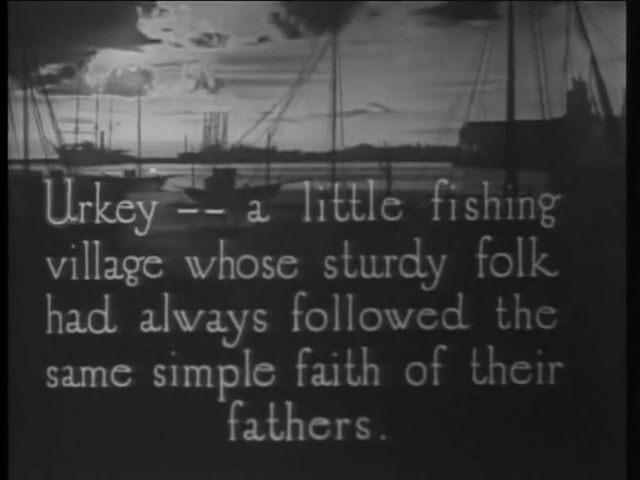 Urkey -- a little fishing
village whose sturdy folk
had always followed the
same simple faith of their
fathers.